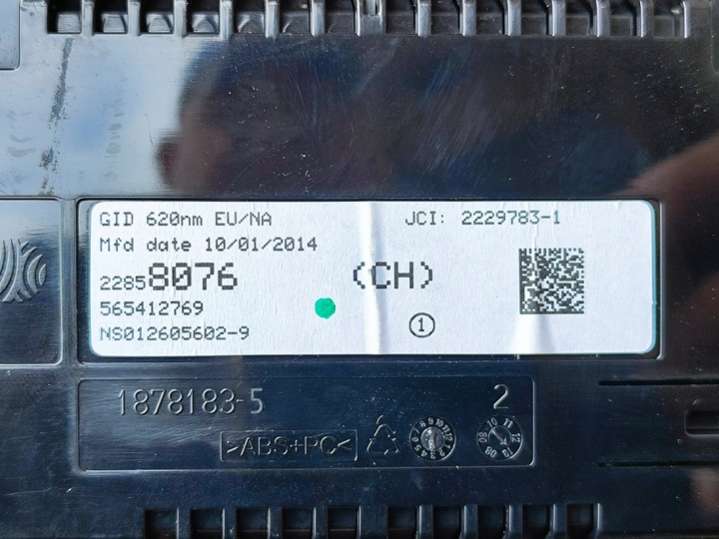 GID 620nm EU/NA JCI: 2229783-1
Mfd date 10/01/2014
22858076 (CH)
565412769
NS012605602-9 1
1878183-5 2
>ABS+PC<